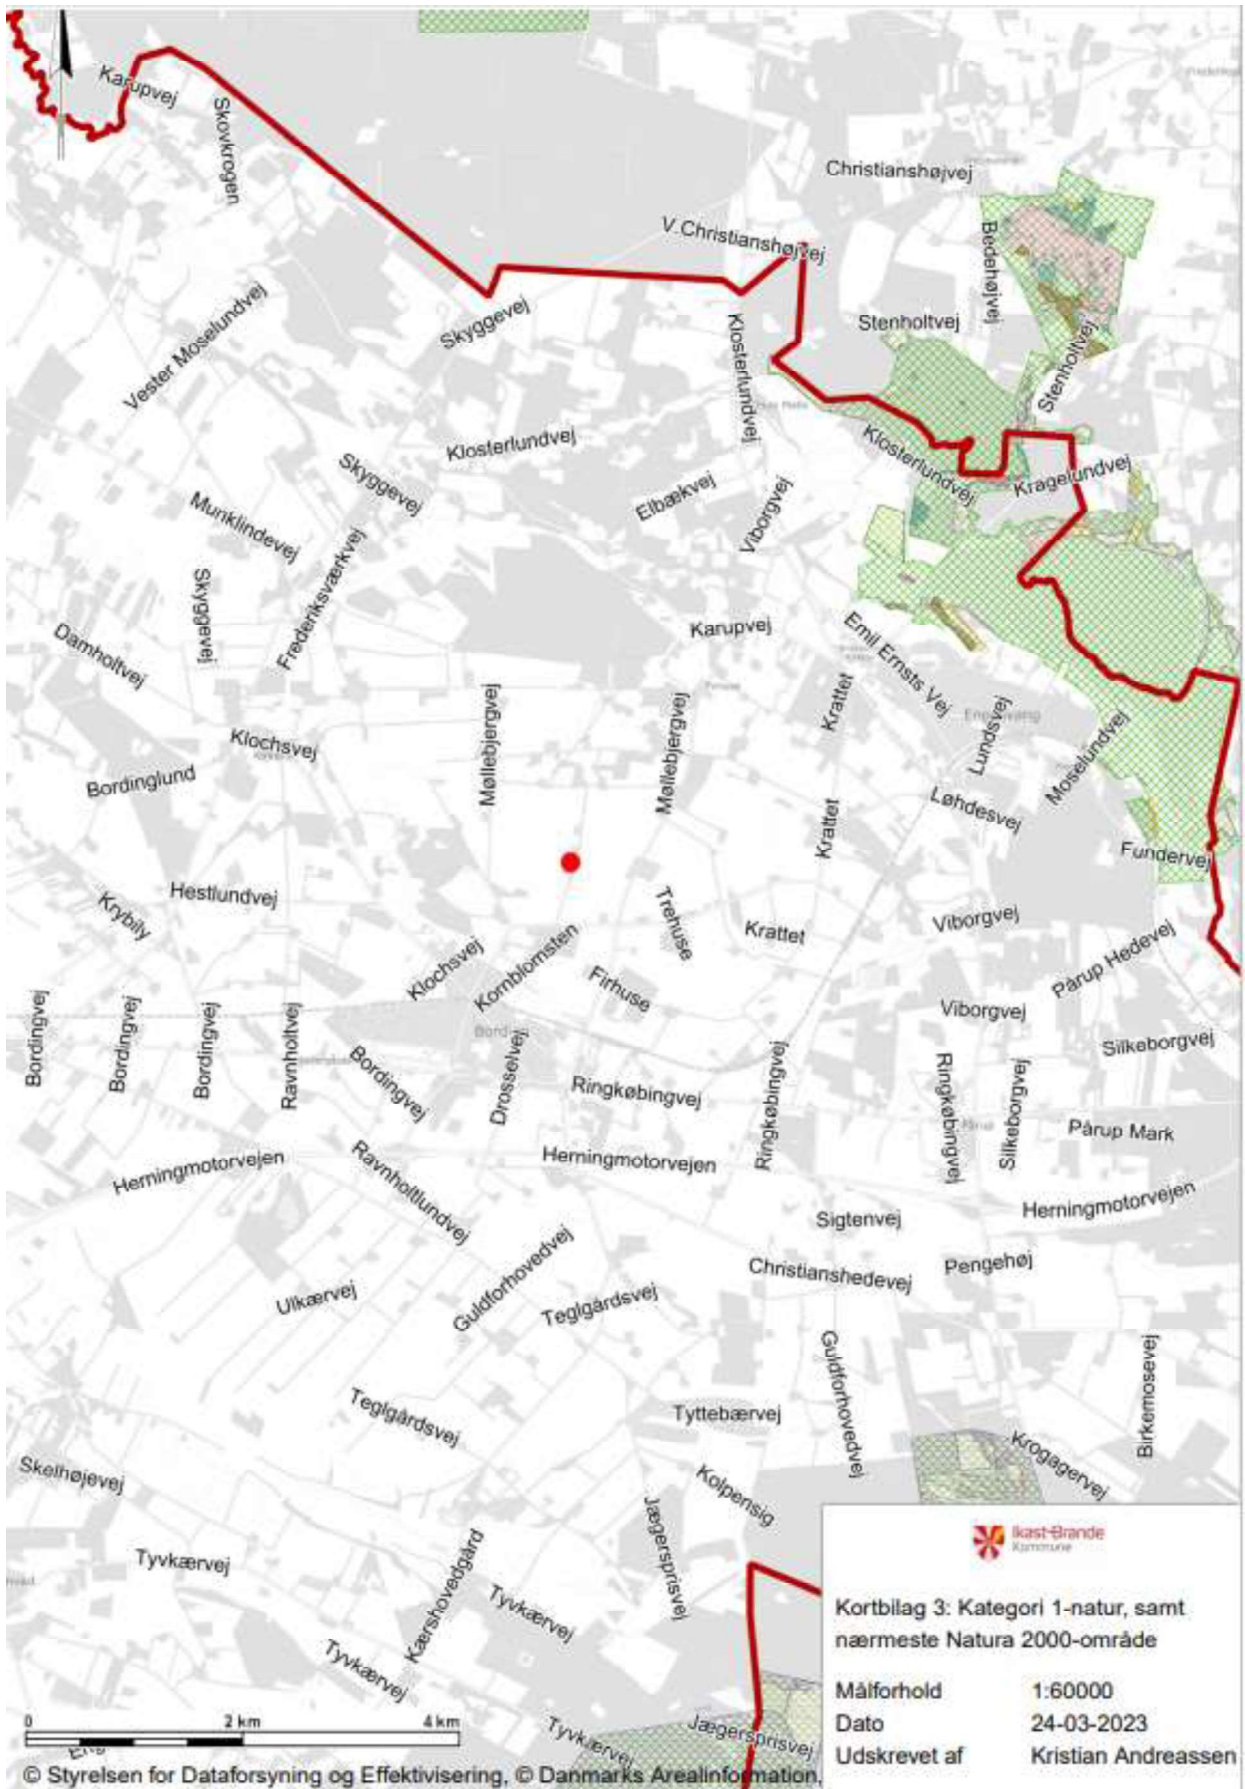 Karupvej
Skovkrogen
Christianshøjvej
V.Christianshøjvej
Bedehøjvej
Vester Moselundvej
Skyggevej
Klosterlundvej
Stenholtvej
Stenholtvej
Klosterlundvej
Skyggevej
Klosterlundvej
Kragelundvej
Elbækvej
Viborgvej
Munklindevej
Frederiksværkvej
Skyggevej
Damholtvej
Karupvej
Emil Ernsts Vej
Krattet
Lundsvej
Engesvang
Moselundvej
Møllebjergvej
Møllebjergvej
Klochsvej
Bordinglund
Krattet
Løhdesvej
Fundervej
Hestlundvej
Krybily
Trehuse
Krattet
Viborgvej
Klochsvej
Kornblomsten
Firhuse
Pårup Hedevej
Bordingvej
Bordingvej
Bordingvej
Ravnholtvej
Bording
Viborgvej
Silkeborgvej
Bordingvej
Drosselvej
Ringkøbingvej
Ringkøbingvej
Ringkøbingvej
Silkeborgvej
Pårup
Pårup Mark
Herningmotorvejen
Ravnholtlundvej
Herningmotorvejen
Herningmotorvejen
Sigtenvej
Guldforhovedvej
Christianshedevej
Pengehøj
Ulkærvej
Teglgårdsvej
Guldforhovedvej
Birkemosevej
Teglgårdsvej
Tyttebærvej
Krogagervej
Skelhøjevej
Kolpensig
Jægersprisvej
Tyvkærvej
Kærshovedgård
Tyvkærvej
Tyvkærvej
Tyvkærvej
Jægersprisvej
Ikast-Brande
Kommune
Kortbilag 3: Kategori 1-natur, samt
nærmeste Natura 2000-område
Målforhold 1:60000
Dato 24-03-2023
Udskrevet af Kristian Andreassen
0 2 km 4 km
© Styrelsen for Dataforsyning og Effektivisering, © Danmarks Arealinformation,